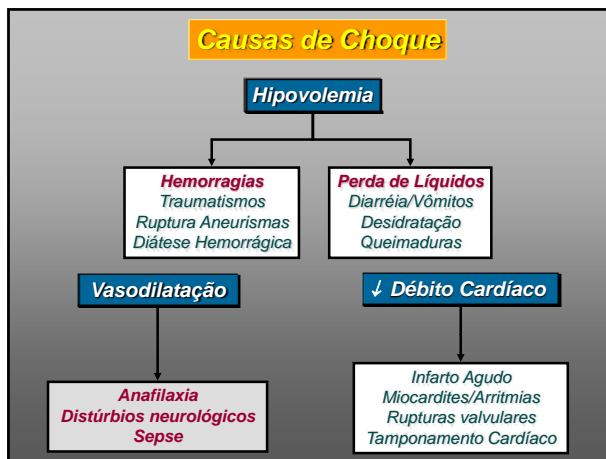 Causas de Choque
Hipovolemia
Hemorragias
Traumatismos
Ruptura Aneurismas
Diátese Hemorrágica
Perda de Líquidos
Diarréia/Vômitos
Desidratação
Queimaduras
Vasodilatação
Anafilaxia
Distúrbios neurológicos
Sepse
↓ Débito Cardíaco
Infarto Agudo
Miocardites/Arritmias
Rupturas valvulares
Tamponamento Cardíaco